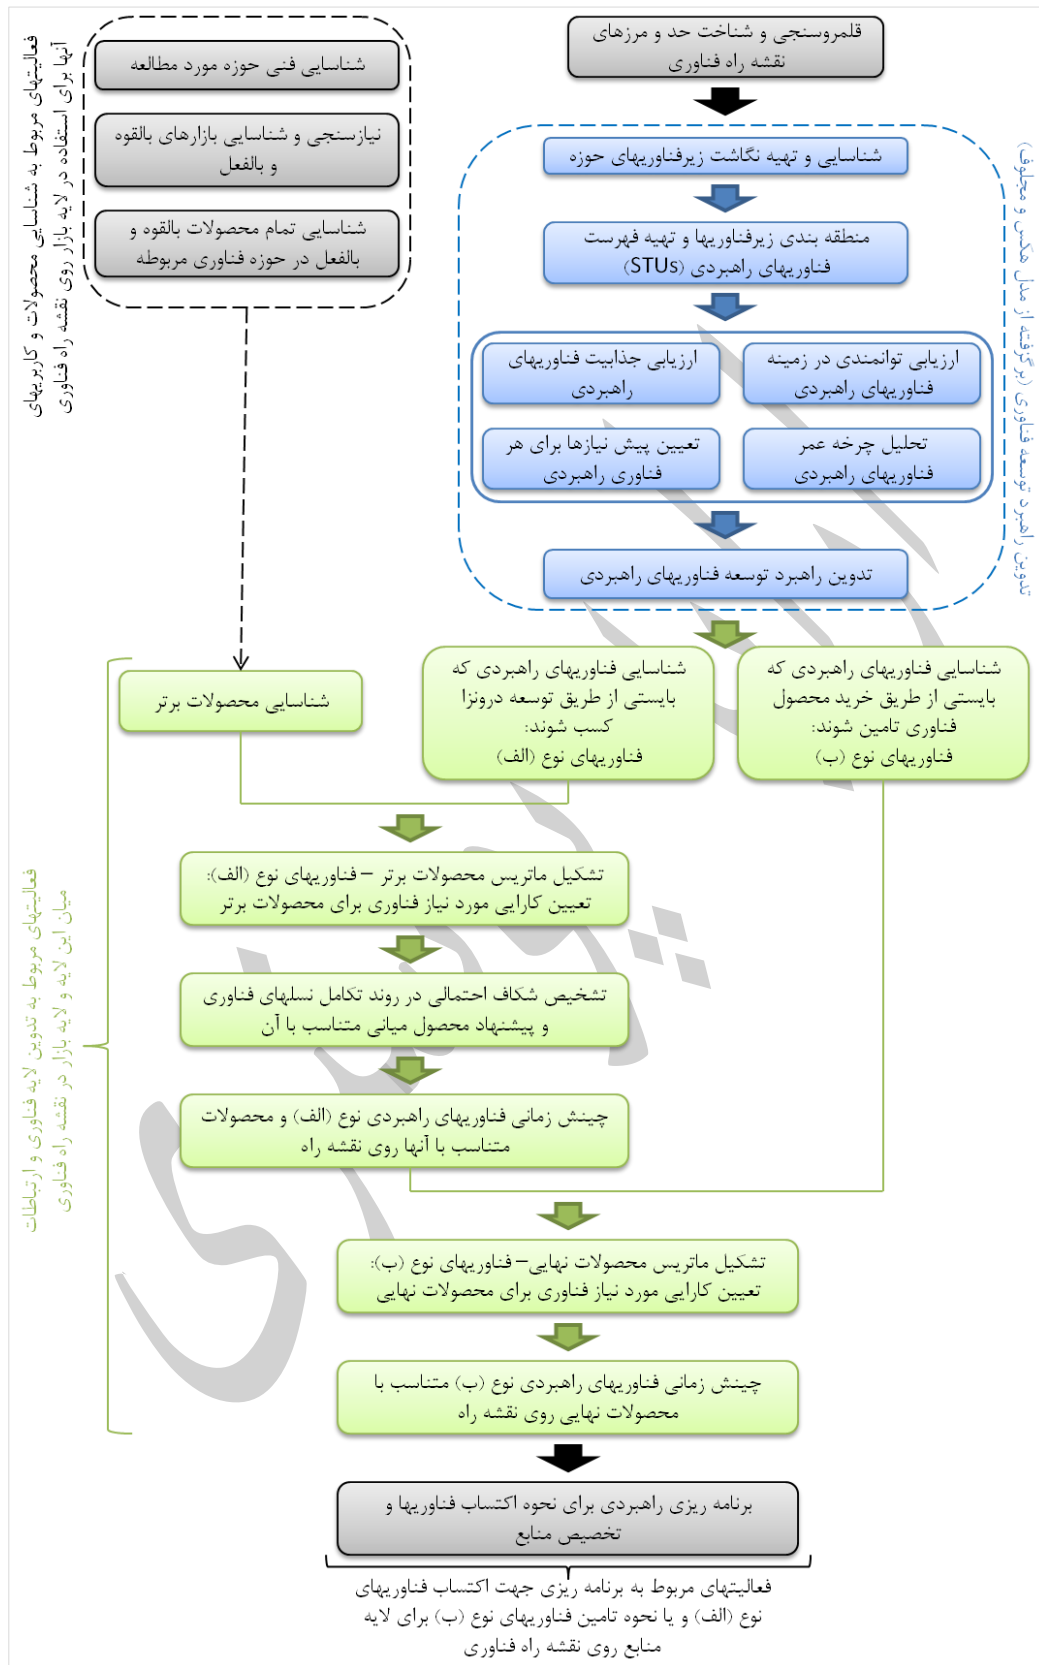 قلمروسنجی و شناخت حد و مرزهای
نقشه راه فناوری
شناسایی فنی حوزه مورد مطالعه
نیازسنجی و شناسایی بازارهای بالقوه
و بالفعل
شناسایی تمام محصولات بالقوه و
بالفعل در حوزه فناوری مربوطه
فعالیتهای مربوط به شناسایی محصولات و کاربریهای
آنها برای استفاده در لایه بازار روی نقشه راه فناوری
تدوین راهبرد توسعه فناوری (برگرفته از مدل هکس و مجلوف)
شناسایی و تهیه نگاشت زیرفناوریهای حوزه
منطقه بندی زیرفناوریها و تهیه فهرست
فناوریهای راهبردی (STUs)
ارزیابی توانمندی در زمینه
فناوریهای راهبردی
ارزیابی جذابیت فناوریهای
راهبردی
تحلیل چرخه عمر
فناوریهای راهبردی
تعیین پیش نیازها برای هر
فناوری راهبردی
تدوین راهبرد توسعه فناوریهای راهبردی
شناسایی فناوریهای راهبردی که
بایستی از طریق خرید محصول
فناوری تامین شوند:
فناوریهای نوع (ب)
شناسایی فناوریهای راهبردی که
بایستی از طریق توسعه درونزا
کسب شوند:
فناوریهای نوع (الف)
شناسایی محصولات برتر
تشکیل ماتریس محصولات برتر – فناوریهای نوع (الف):
تعیین کارایی مورد نیاز فناوری برای محصولات برتر
تشخیص شکاف احتمالی در روند تکامل نسلهای فناوری
و پیشنهاد محصول میانی متناسب با آن
چینش زمانی فناوریهای راهبردی نوع (الف) و محصولات
متناسب با آنها روی نقشه راه
فعالیتهای مربوط به تدوین لایه فناوری و ارتباطات
میان این لایه و لایه بازار در نقشه راه فناوری
تشکیل ماتریس محصولات نهایی– فناوریهای نوع (ب):
تعیین کارایی مورد نیاز فناوری برای محصولات نهایی
چینش زمانی فناوریهای راهبردی نوع (ب) متناسب با
محصولات نهایی روی نقشه راه
برنامه ریزی راهبردی برای نحوه اکتساب فناوریها و
تخصیص منابع
فعالیتهای مربوط به برنامه ریزی جهت اکتساب فناوریهای
نوع (الف) و یا نحوه تامین فناوریهای نوع (ب) برای لایه
منابع روی نقشه راه فناوری